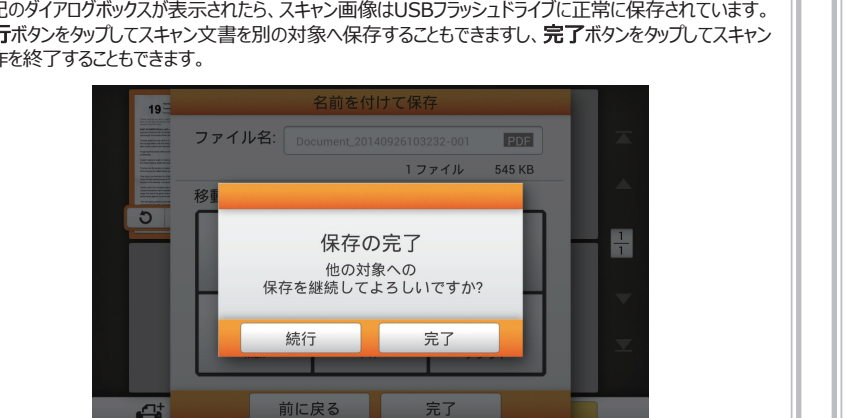 記のダイアログボックスが表示されたら、スキャン画像はUSBフラッシュドライブに正常に保存されています。
行ボタンをタップしてスキャン文書を別の対象へ保存することもできますし、完了ボタンをタップしてスキャン
作を終了することもできます。
19
名前を付けて保存
ファイル名: Document_20140926103232-001 PDF
1 ファイル 545 KB
移動
保存の完了
他の対象への
保存を継続してよろしいですか?
続行 完了
1
1
前に戻る 完了